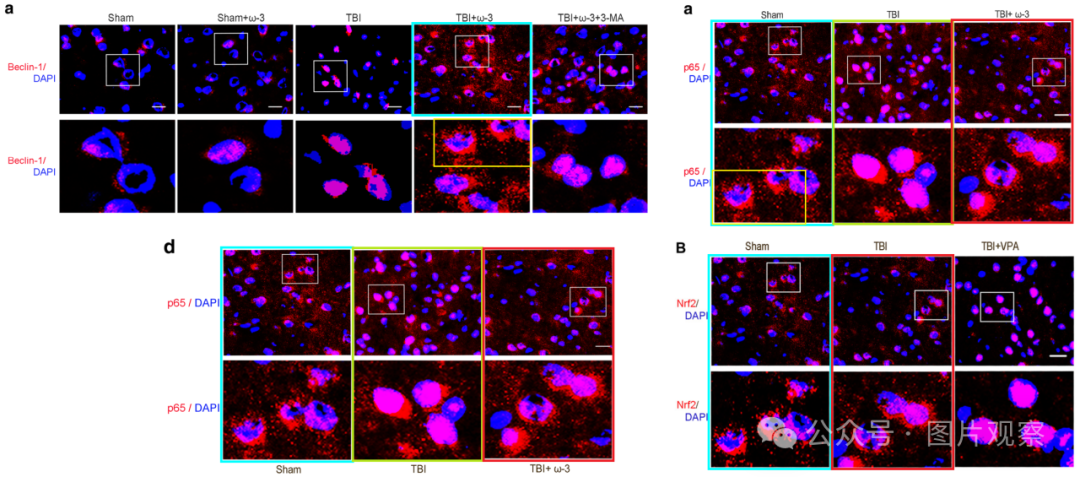 a
Sham
Sham+ω-3
TBI
TBI+ω-3
TBI+ω-3+3-MA
Beclin-1/
DAPI
Beclin-1/
DAPI
a
Sham
TBI
TBI+ ω-3
p65 /
DAPI
p65 /
DAPI
d
p65 / DAPI
p65 / DAPI
Sham
TBI
TBI+ ω-3
B
Sham
TBI
TBI+VPA
Nrf2/
DAPI
Nrf2/
DAPI
公众号 · 图片观察